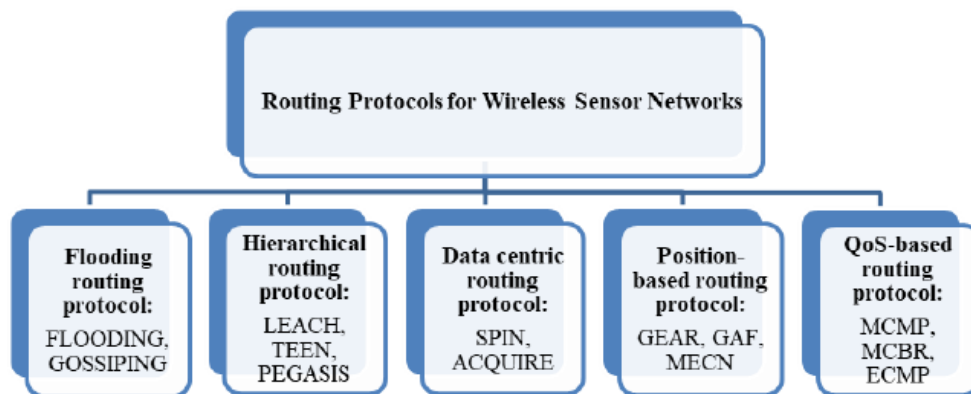 Routing Protocols for Wireless Sensor Networks
Flooding
routing
protocol:
FLOODING,
GOSSIPING
Hierarchical
routing
protocol:
LEACH,
TEEN,
PEGASIS
Data centric
routing
protocol:
SPIN,
ACQUIRE
Position-
based routing
protocol:
GEAR, GAF,
MECN
QoS-based
routing
protocol:
MCMP,
MCBR,
ECMP